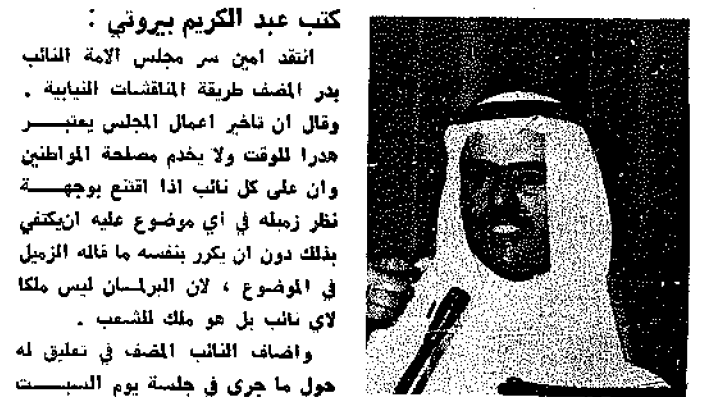 كتب عبد الكريم بيروتي :
انتقد امين سر مجلس الامة النائب
بدر المضف طريقة المناقشات النيابية .
وقال ان تاخير اعمال المجلس يعتبر
هدرا للوقت ولا يخدم مصلحة المواطنين
وان على كل نائب اذا اقتنع بوجهة
نظر زميله في أي موضوع عليه ان يكتفي
بذلك دون ان يكرر بنفسه ما قاله الزميل
في الموضوع ، لان البرلمان ليس ملكا
لاي نائب بل هو ملك للشعب .
واضاف النائب المضف في تعليق له
حول ما جرى في جلسة يوم السبت